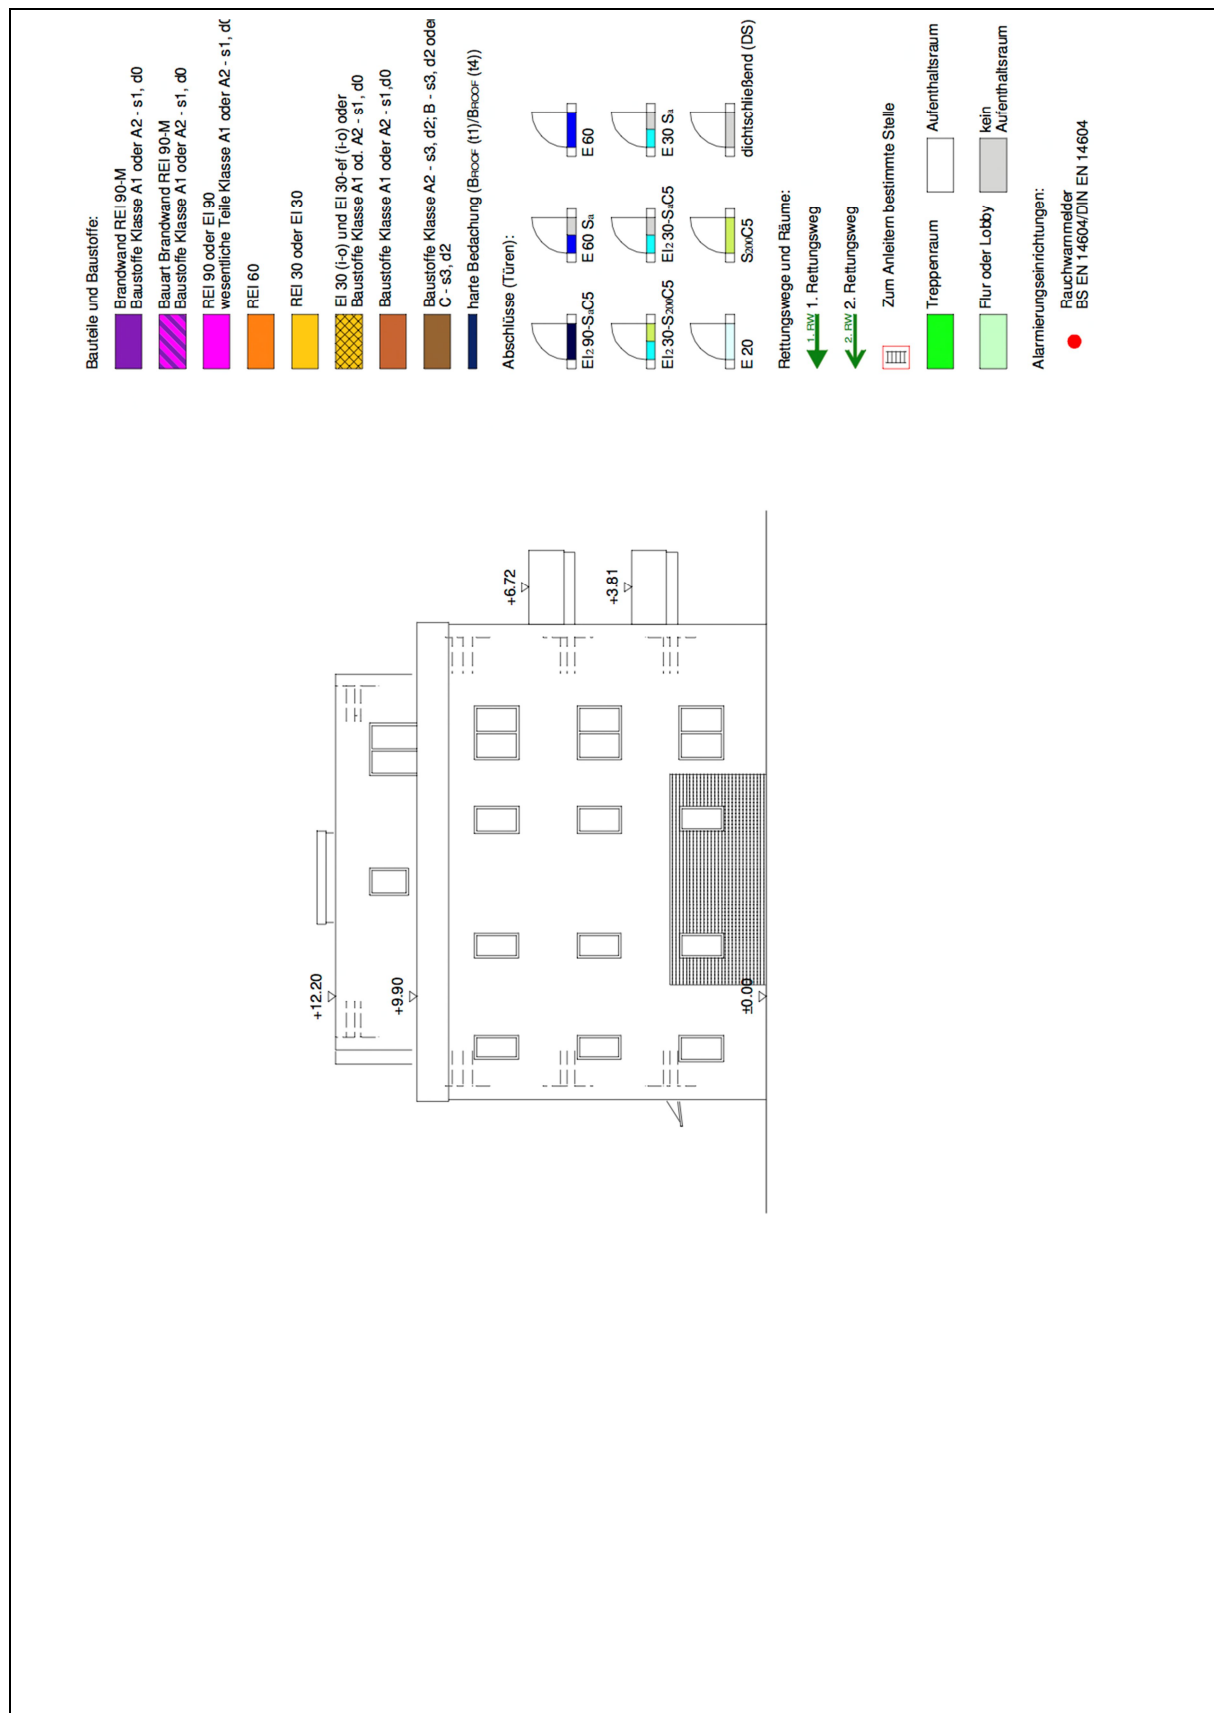 Bauteile und Baustoffe:
Brandwand REI 90-M
Baustoffe Klasse A1 oder A2 - s1, d0
Bauart Brandwand REI 90-M
Baustoffe Klasse A1 oder A2 - s1, d0
REI 90 oder EI 90
wesentliche Teile Klasse A1 oder A2 - s1, d0
REI 60
REI 30 oder EI 30
EI 30 (i-o) und EI 30-ef (i-o) oder
Baustoffe Klasse A1 od. A2 - s1, d0
Baustoffe Klasse A1 oder A2 - s1,d0
Baustoffe Klasse A2 - s3, d2; B - s3, d2 oder
C - s3, d2
harte Bedachung (BROOF (t1)/BROOF (t4))
Abschlüsse (Türen):
EI₂ 90-SₐC5
E 60 Sₐ
E 60
EI₂ 30-S₂₀₀C5
EI₂ 30-SₐC5
E 30 Sₐ
E 20
S₂₀₀C5
dichtschließend (DS)
Rettungswege und Räume:
1. RW 1. Rettungsweg
2. RW 2. Rettungsweg
Zum Anleitern bestimmte Stelle
Treppenraum
Aufenthaltsraum
Flur oder Lobby
kein
Aufenthaltsraum
Alarmierungseinrichtungen:
Rauchwarnmelder
BS EN 14604/DIN EN 14604
+12.20
+9.90
+6.72
+3.81
±0.00